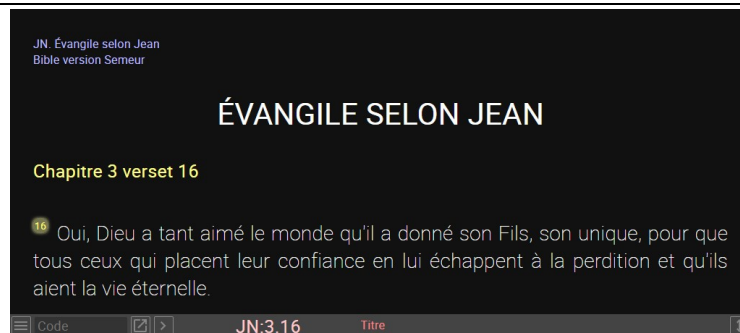 JN. Évangile selon Jean
Bible version Semeur
ÉVANGILE SELON JEAN
Chapitre 3 verset 16
16 Oui, Dieu a tant aimé le monde qu'il a donné son Fils, son unique, pour que
tous ceux qui placent leur confiance en lui échappent à la perdition et qu'ils
aient la vie éternelle.
Code > JN:3.16 Titre